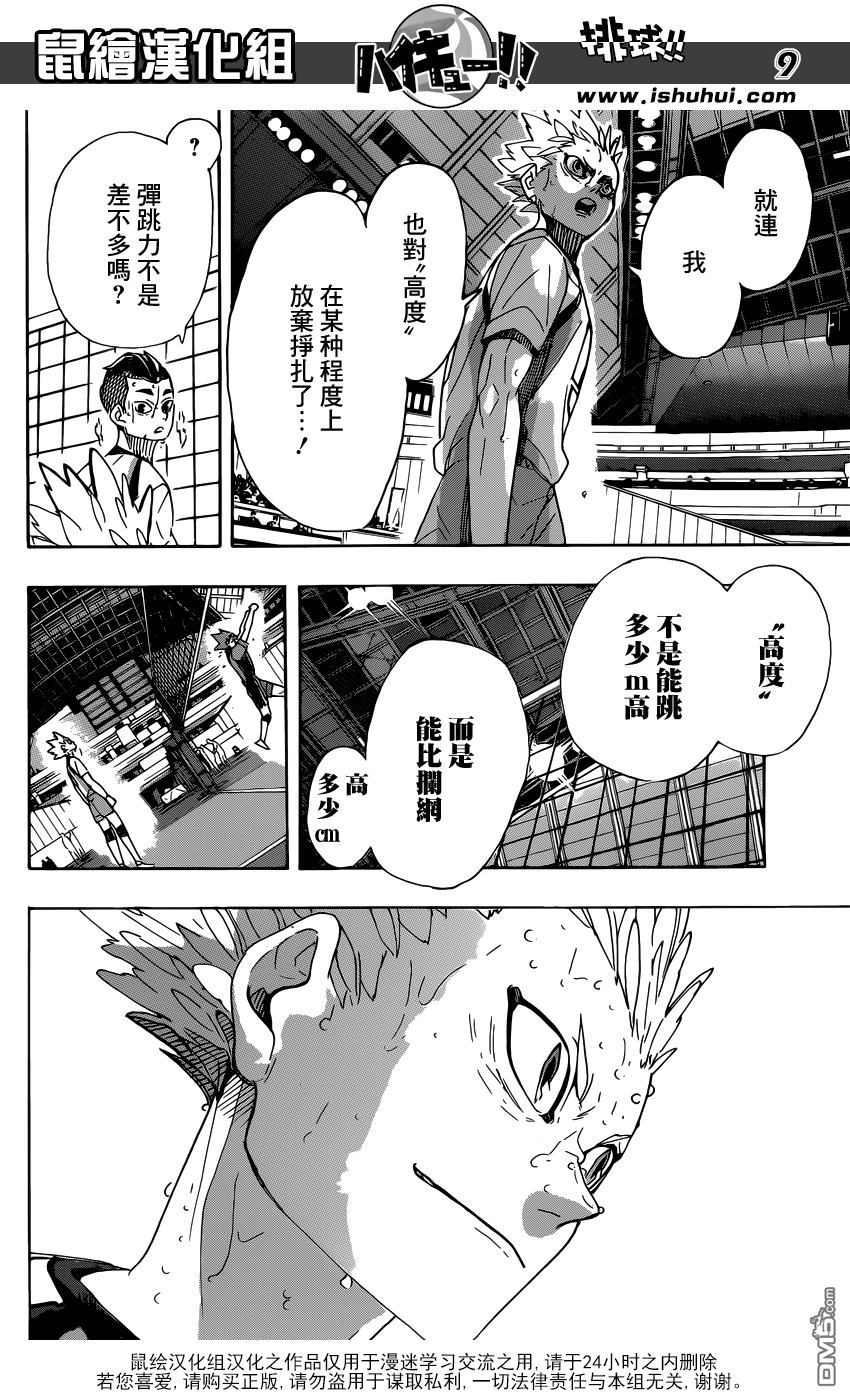 鼠繪漢化組
ハイキュー!!
排球!!
9
www.ishuhui.com
就連
我
也對“高度”
在某种程度上
放棄掙扎了…!
?
彈跳力不是
差不多嗎?
“高度”
不是能跳
多少m高
而是
能比攔網
高
多少cm
DM5.com
鼠绘汉化组汉化之作品仅用于漫迷学习交流之用, 请于24小时之内删除
若您喜爱, 请购买正版, 请勿盗用于谋取私利, 一切法律责任与本组无关, 谢谢。